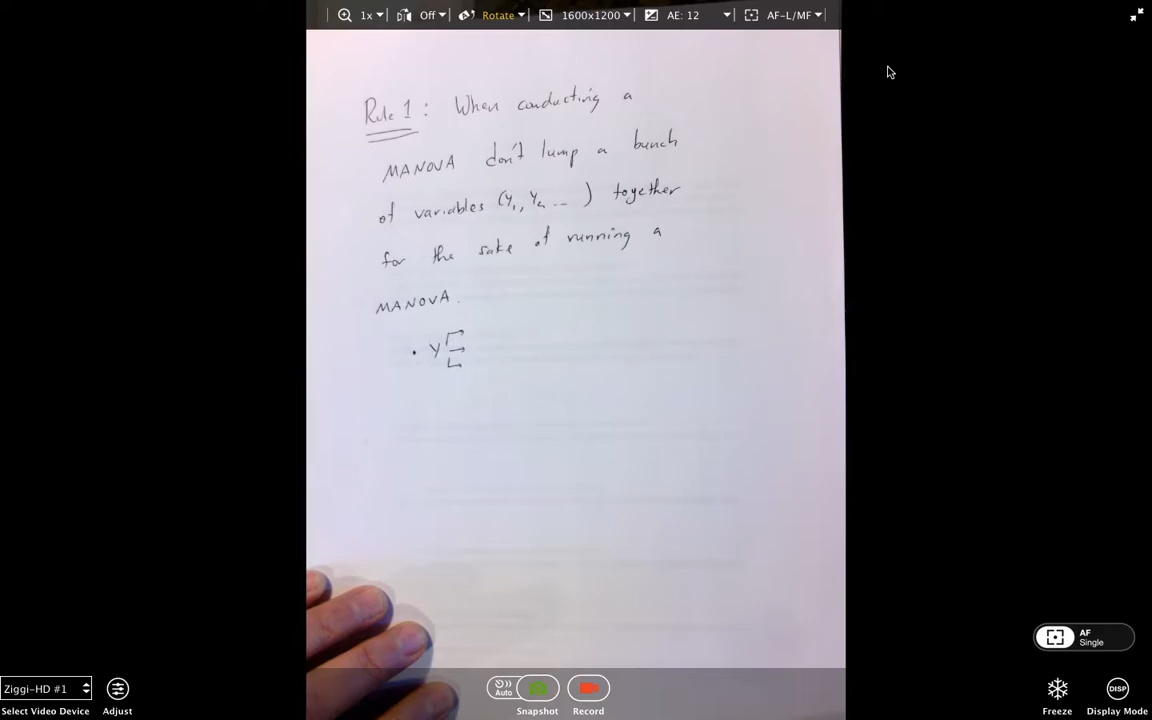 1x Off Rotate 1600x1200 AE: 12 AF-L/MF
Rule 1: When conducting a
MANOVA don't lump a bunch
of variables (Y1, Y2, ... ) together
for the sake of running a
MANOVA.
• Y
AF
Single
Ziggi-HD #1
Select Video Device
Adjust
Auto
Snapshot
Record
Freeze
DISP
Display Mode